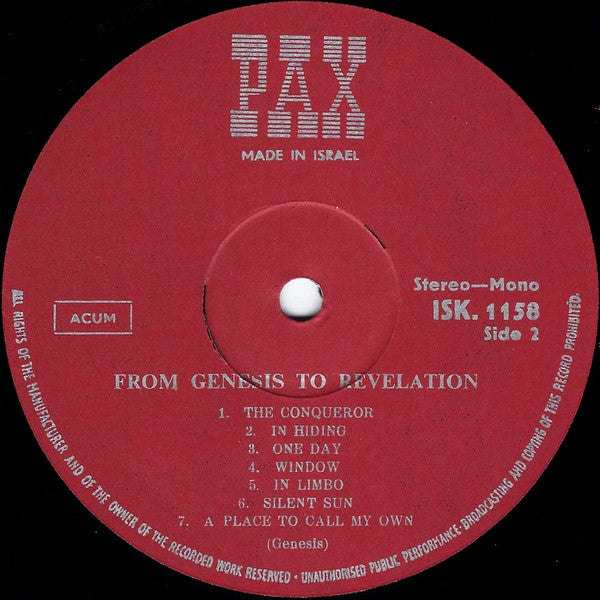 PAX
MADE IN ISRAEL
Stereo—Mono
ISK. 1158
Side 2
ACUM
FROM GENESIS TO REVELATION
1. THE CONQUEROR
2. IN HIDING
3. ONE DAY
4. WINDOW
5. IN LIMBO
6. SILENT SUN
7. A PLACE TO CALL MY OWN
(Genesis)
ALL RIGHTS OF THE MANUFACTURER AND OF THE OWNER OF THE RECORDED WORK RESERVED · UNAUTHORISED PUBLIC PERFORMANCE · BROADCASTING AND COPYING OF THIS RECORD PROHIBITED.